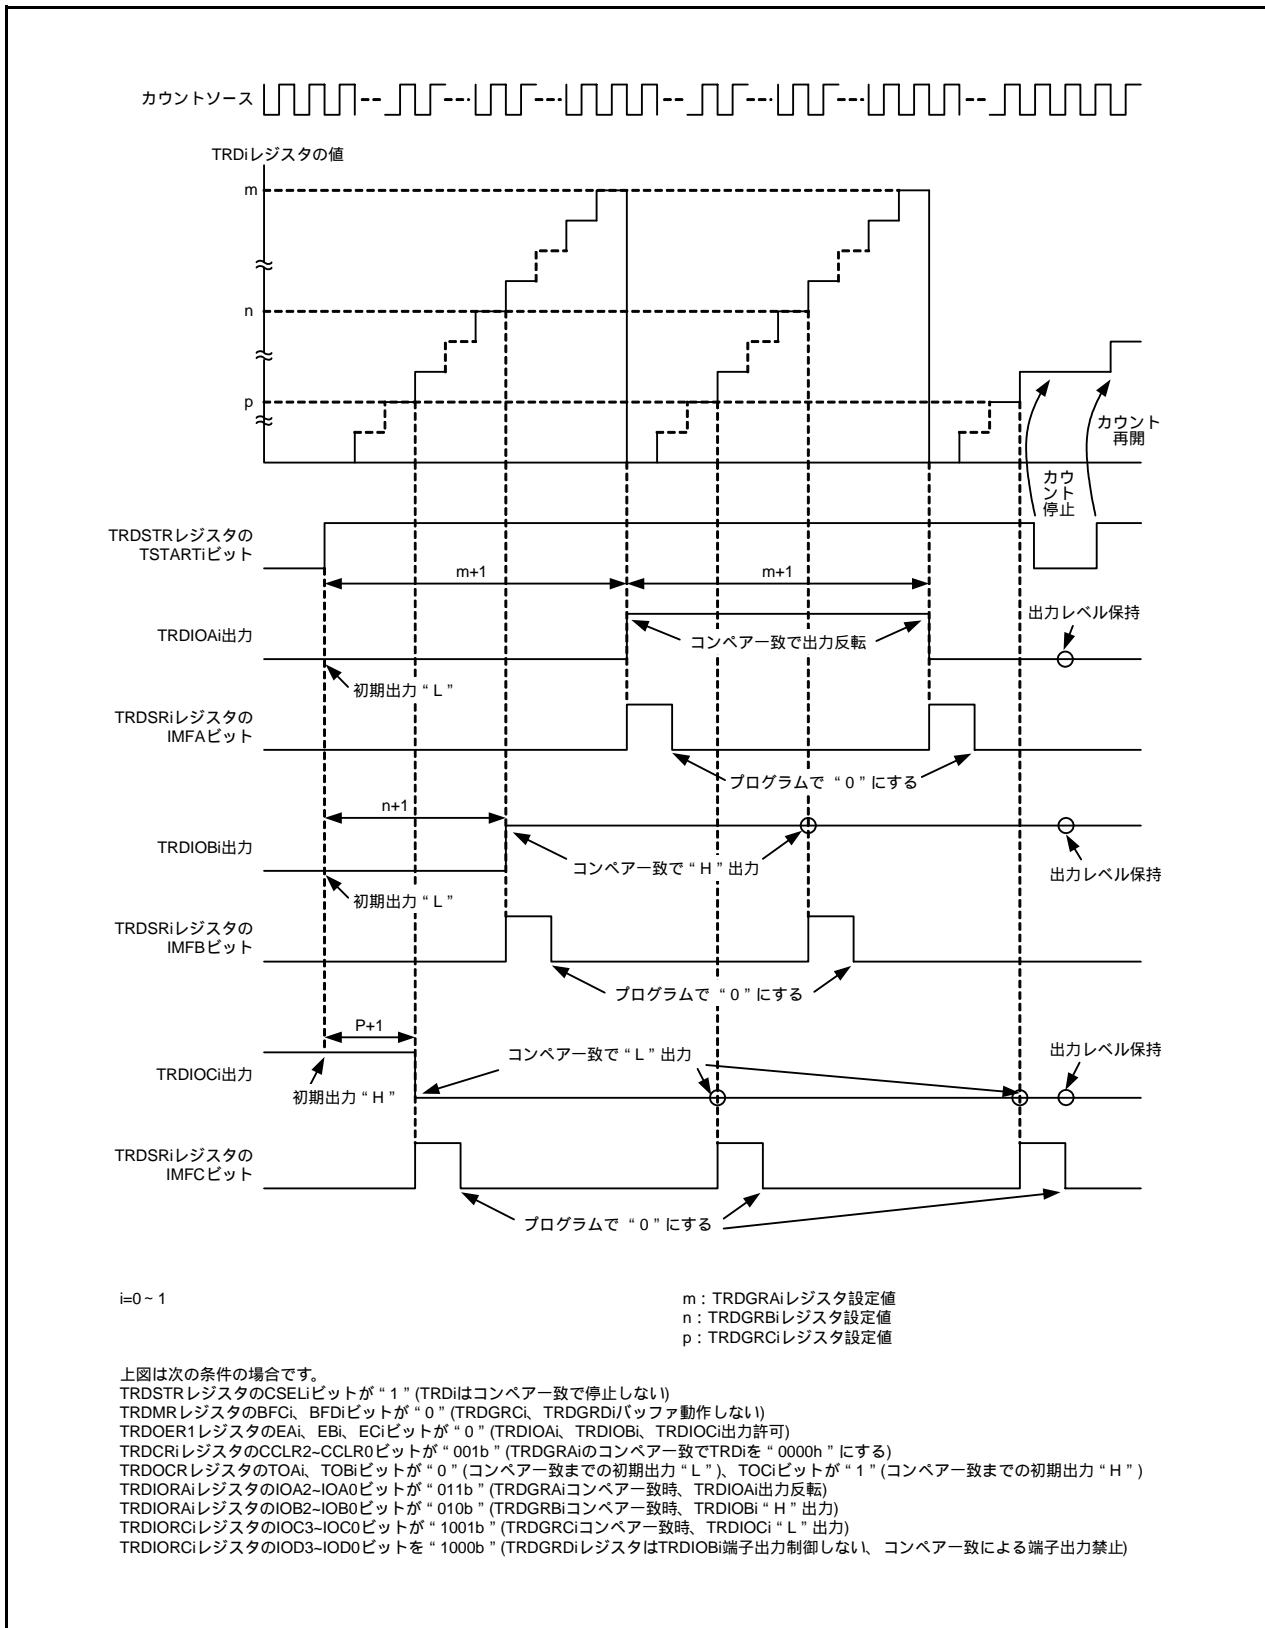 カウントソース
TRDiレジスタの値
m
n
p
カウント
再開
カウ
ント
停止
TRDSTRレジスタの
TSTARTiビット
m+1
m+1
出力レベル保持
TRDIOAi出力
コンペア一致で出力反転
初期出力“ L ”
TRDSRiレジスタの
IMFAビット
プログラムで“ 0 ”にする
n+1
TRDIOBi出力
コンペア一致で“ H ”出力
出力レベル保持
初期出力“ L ”
TRDSRiレジスタの
IMFBビット
プログラムで“ 0 ”にする
P+1
コンペア一致で“ L ”出力
出力レベル保持
TRDIOCi出力
初期出力“ H ”
TRDSRiレジスタの
IMFCビット
プログラムで“ 0 ”にする
i=0 ~ 1
m : TRDGRAiレジスタ設定値
n : TRDGRBiレジスタ設定値
p : TRDGRCiレジスタ設定値
上図は次の条件の場合です。
TRDSTRレジスタのCSELiビットが“ 1 ” (TRDiはコンペア一致で停止しない)
TRDMRレジスタのBFCi、BFDiビットが“ 0 ” (TRDGRCi、TRDGRDiバッファ動作しない)
TRDOER1レジスタのEAi、EBi、ECiビットが“ 0 ” (TRDIOAi、TRDIOBi、TRDIOCi出力許可)
TRDCRiレジスタのCCLR2~CCLR0ビットが“ 001b ” (TRDGRAiのコンペア一致でTRDiを“ 0000h ”にする)
TRDOCRレジスタのTOAi、TOBiビットが“ 0 ” (コンペア一致までの初期出力“ L ”)、TOCiビットが“ 1 ” (コンペア一致までの初期出力“ H ”)
TRDIORAiレジスタのIOA2~IOA0ビットが“ 011b ” (TRDGRAiコンペア一致時、TRDIOAi出力反転)
TRDIORAiレジスタのIOB2~IOB0ビットが“ 010b ” (TRDGRBiコンペア一致時、TRDIOBi“ H ”出力)
TRDIORCiレジスタのIOC3~IOC0ビットが“ 1001b ” (TRDGRCiコンペア一致時、TRDIOCi“ L ”出力)
TRDIORCiレジスタのIOD3~IOD0ビットを“ 1000b ” (TRDGRDiレジスタはTRDIOBi端子出力制御しない、コンペア一致による端子出力禁止)